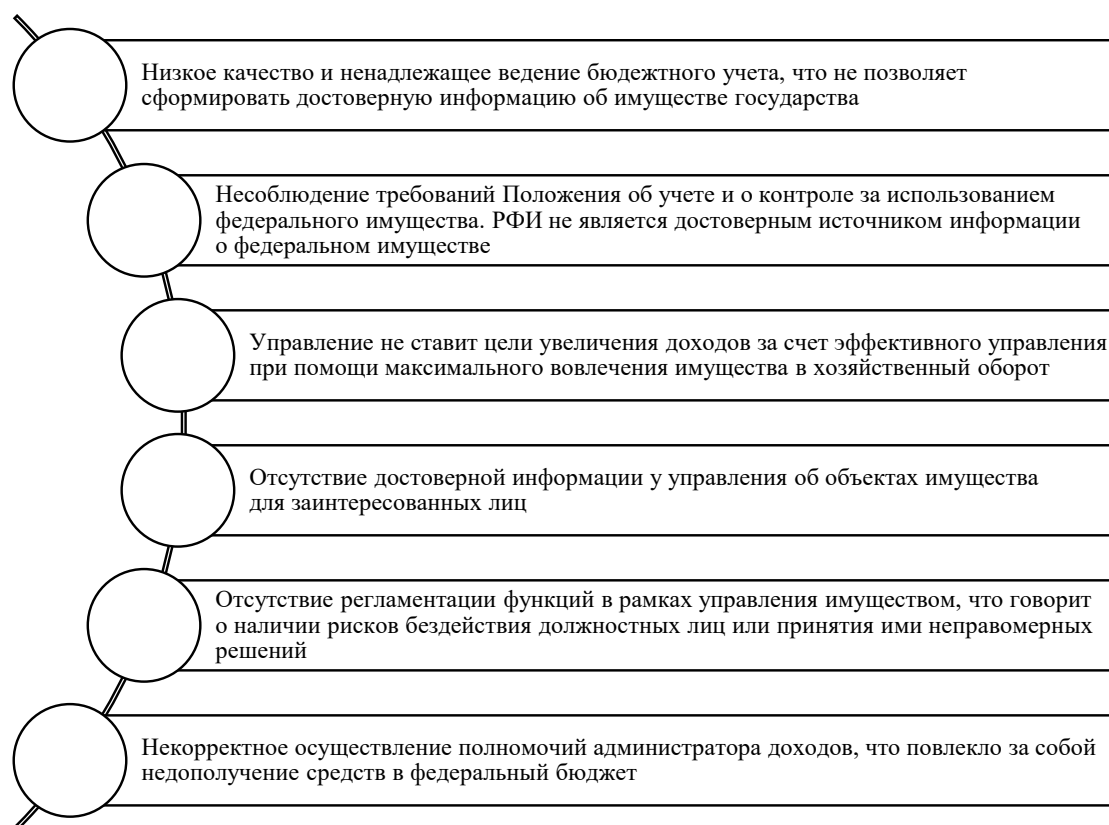 Низкое качество и ненадлежащее ведение бюдежтного учета, что не позволяет
сформировать достоверную информацию об имуществе государства
Несоблюдение требований Положения об учете и о контроле за использованием
федерального имущества. РФИ не является достоверным источником информации
о федеральном имуществе
Управление не ставит цели увеличения доходов за счет эффективного управления
при помощи максимального вовлечения имущества в хозяйственный оборот
Отсутствие достоверной информации у управления об объектах имущества
для заинтересованных лиц
Отсутствие регламентации функций в рамках управления имуществом, что говорит
о наличии рисков бездействия должностных лиц или принятия ими неправомерных
решений
Некорректное осуществление полномочий администратора доходов, что повлекло за собой
недополучение средств в федеральный бюджет